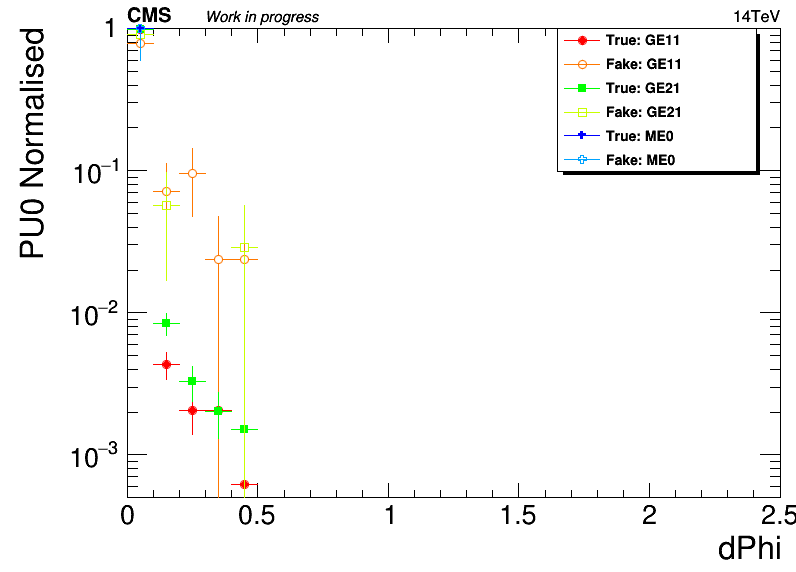 CMS Work in progress 14TeV
PU0 Normalised
1
10⁻¹
10⁻²
10⁻³
True: GE11
Fake: GE11
True: GE21
Fake: GE21
True: ME0
Fake: ME0
0 0.5 1 1.5 2 2.5
dPhi